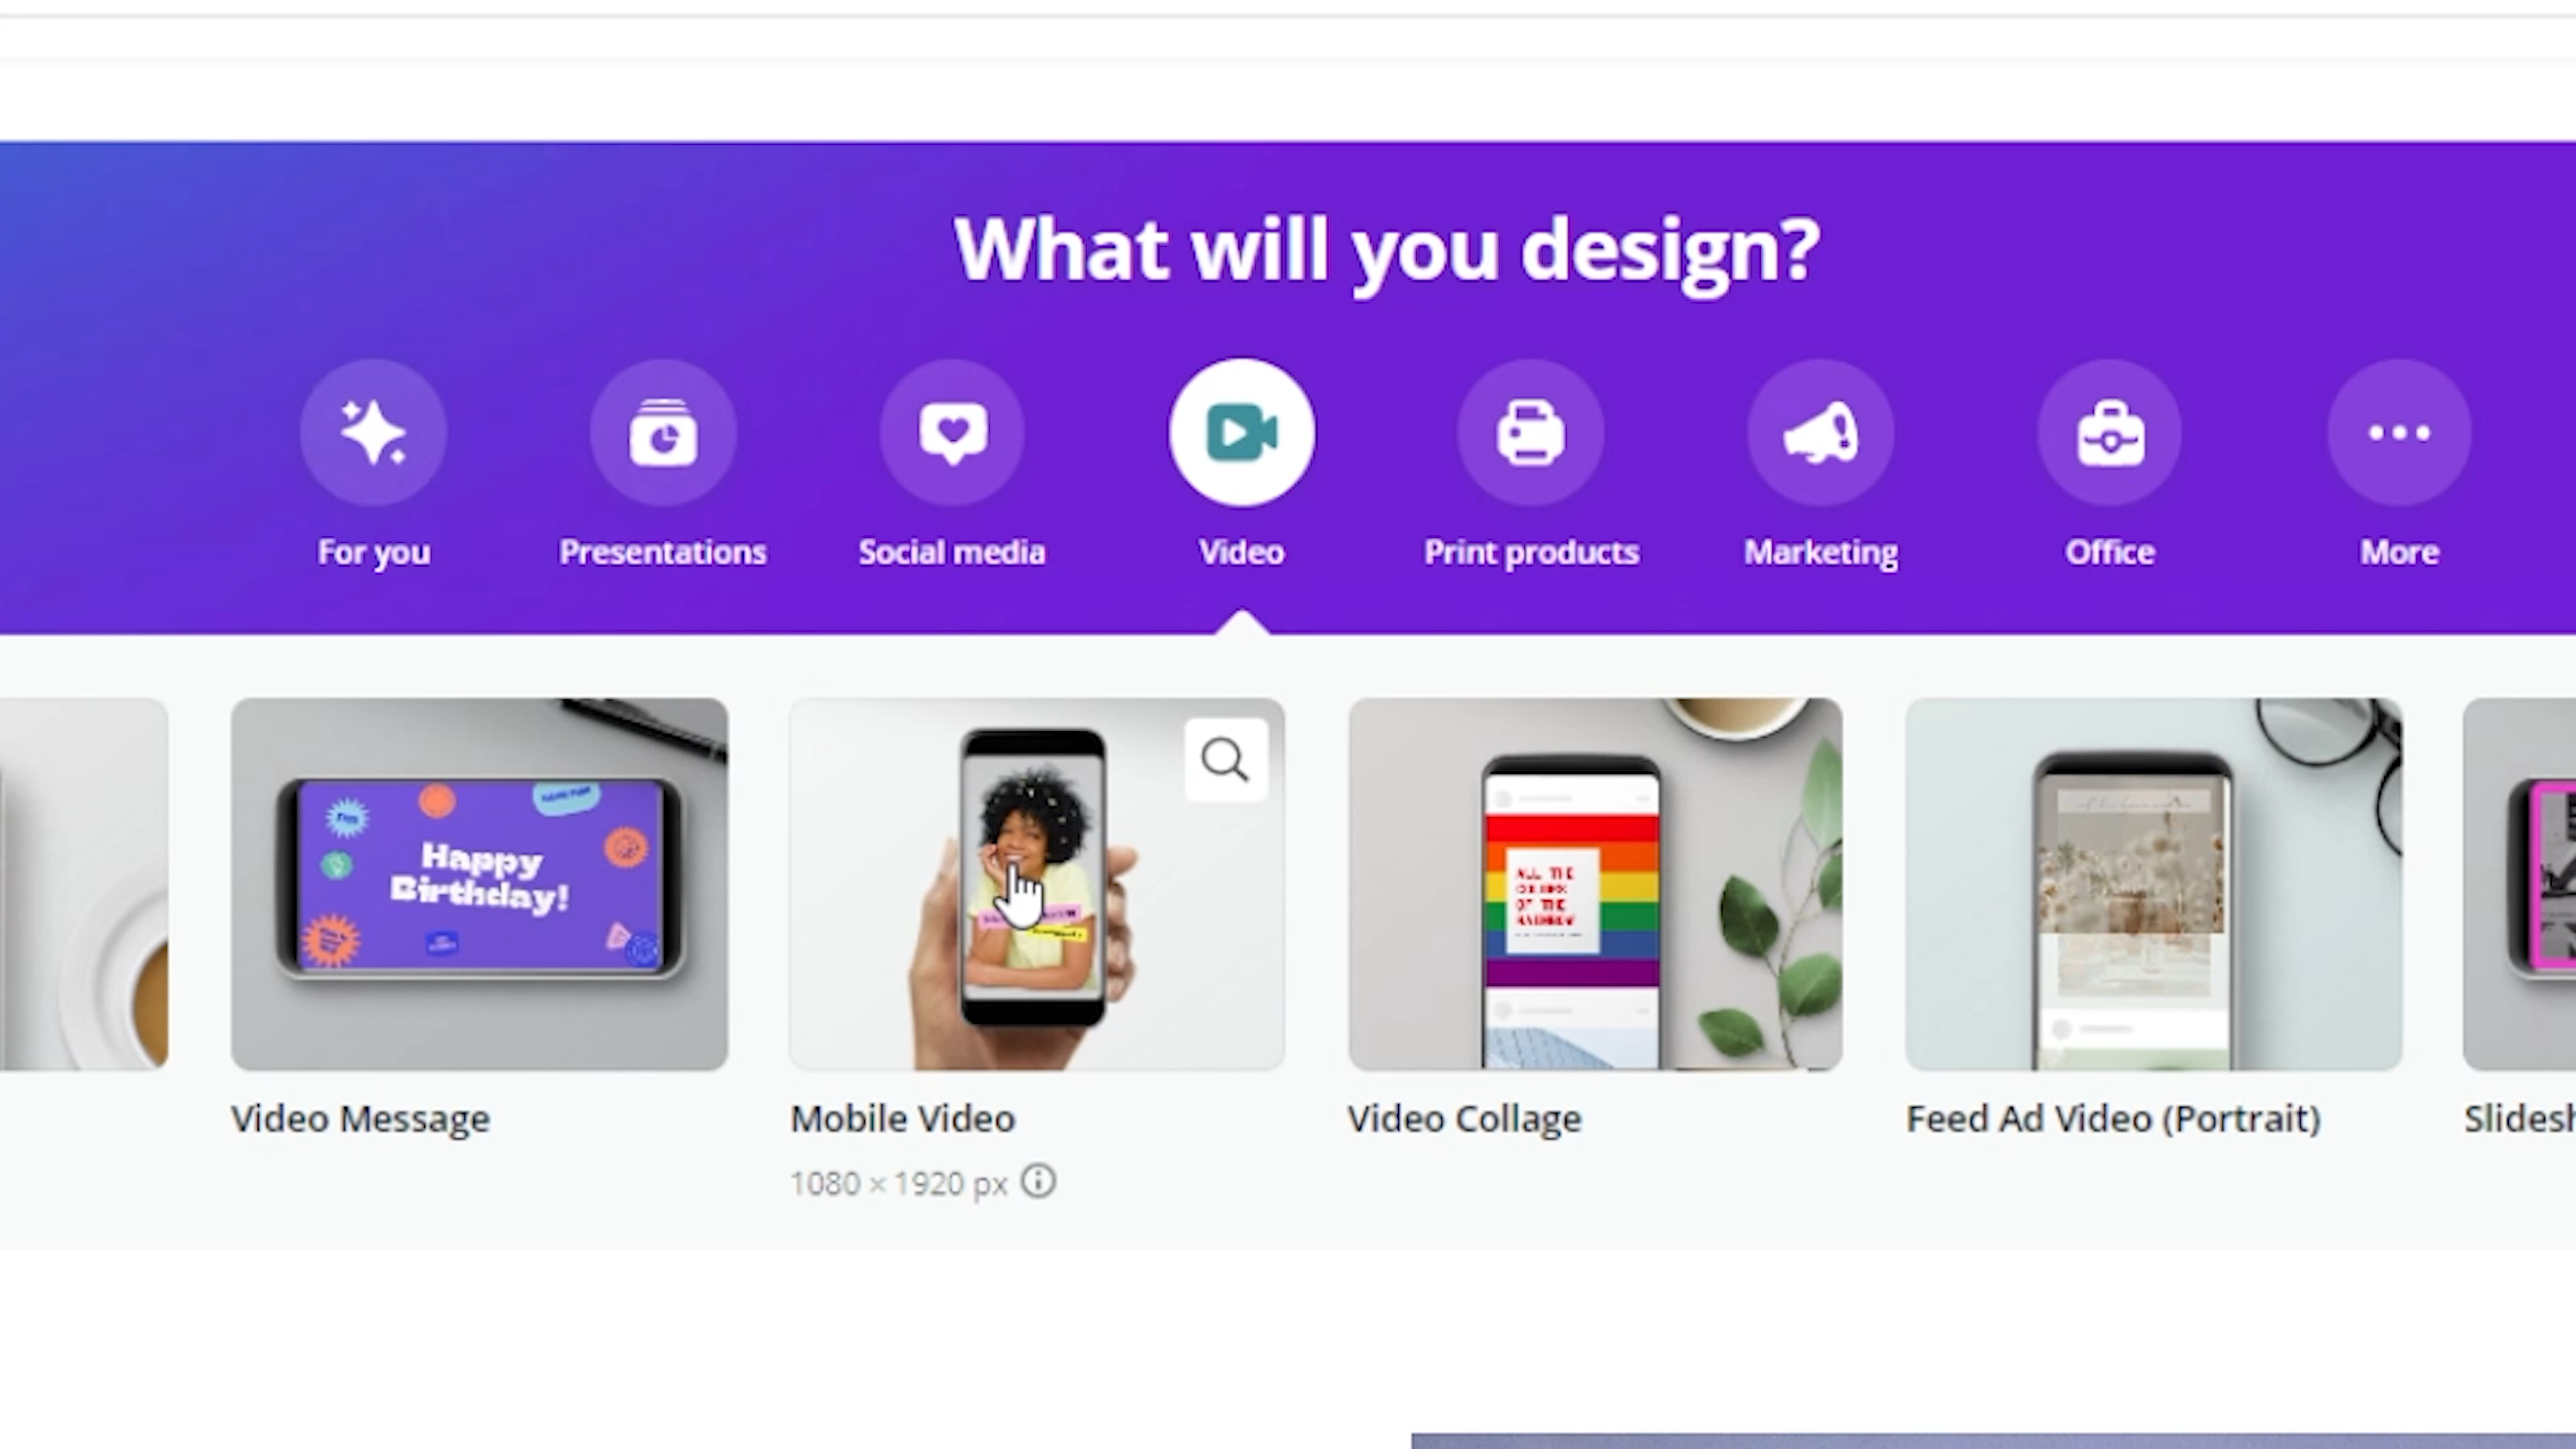 What will you design?
For you
Presentations
Social media
Video
Print products
Marketing
Office
More
Happy
Birthday!
ALL THE
COLORS
OF THE
RAINBOW
Video Message
Mobile Video
Video Collage
Feed Ad Video (Portrait)
Slidesh
1080 × 1920 px